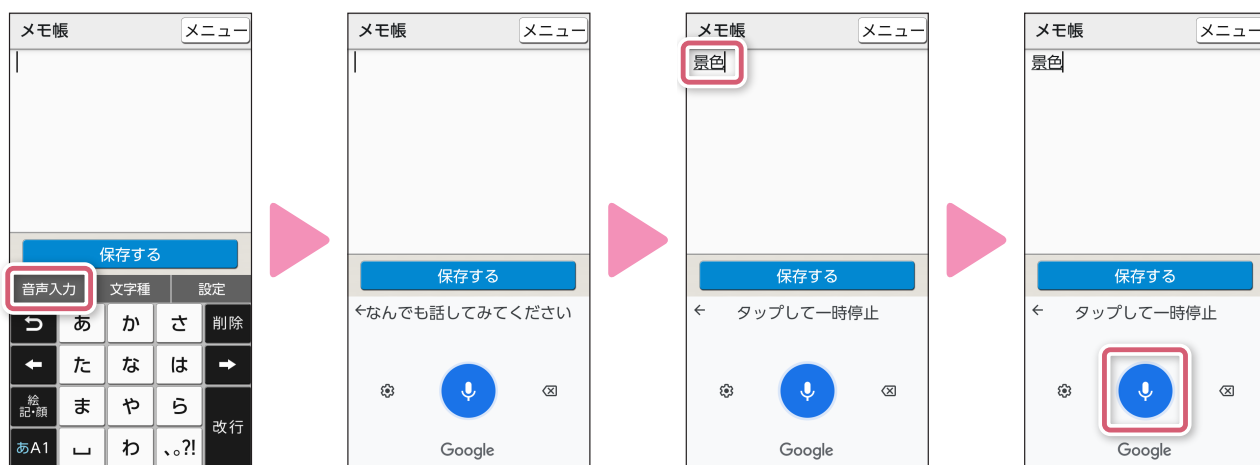 メモ帳 メニュー
保存する
音声入力 文字種 設定
あ か さ 削除
た な は
絵記・顔 ま や ら 改行
あA1 わ 、。?!
メモ帳 メニュー
保存する
なんでも話してみてください
Google
メモ帳 メニュー
景色
保存する
タップして一時停止
Google
メモ帳 メニュー
景色
保存する
タップして一時停止
Google